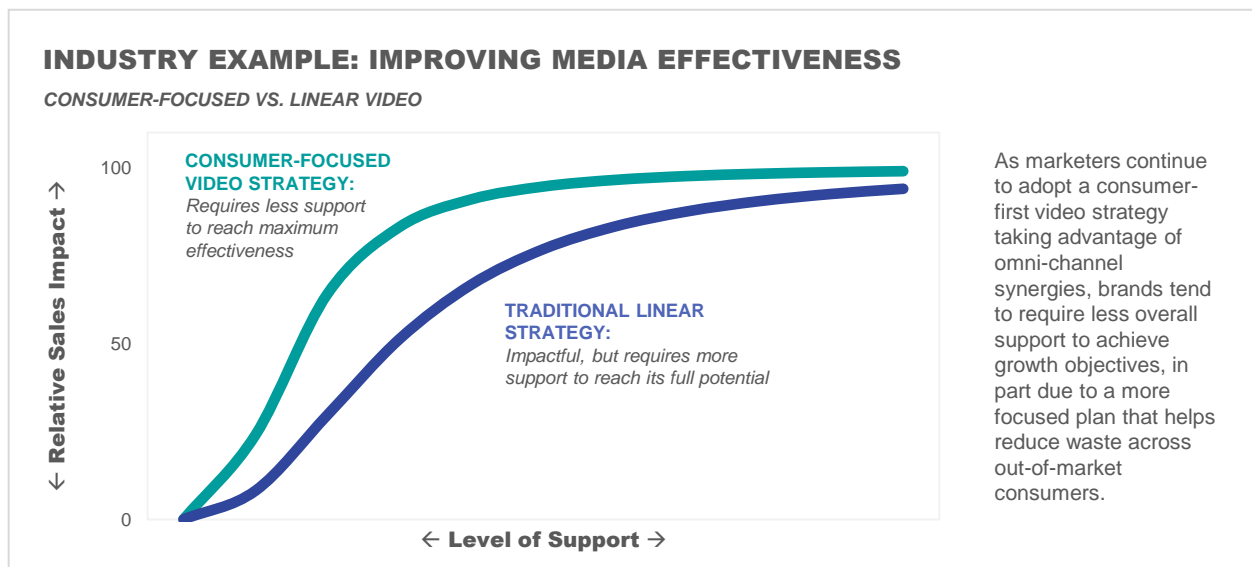 INDUSTRY EXAMPLE: IMPROVING MEDIA EFFECTIVENESS
CONSUMER-FOCUSED VS. LINEAR VIDEO
← Relative Sales Impact →
100
50
0
CONSUMER-FOCUSED
VIDEO STRATEGY:
Requires less support
to reach maximum
effectiveness
TRADITIONAL LINEAR
STRATEGY:
Impactful, but requires more
support to reach its full potential
← Level of Support →
As marketers continue
to adopt a consumer-
first video strategy
taking advantage of
omni-channel
synergies, brands tend
to require less overall
support to achieve
growth objectives, in
part due to a more
focused plan that helps
reduce waste across
out-of-market
consumers.